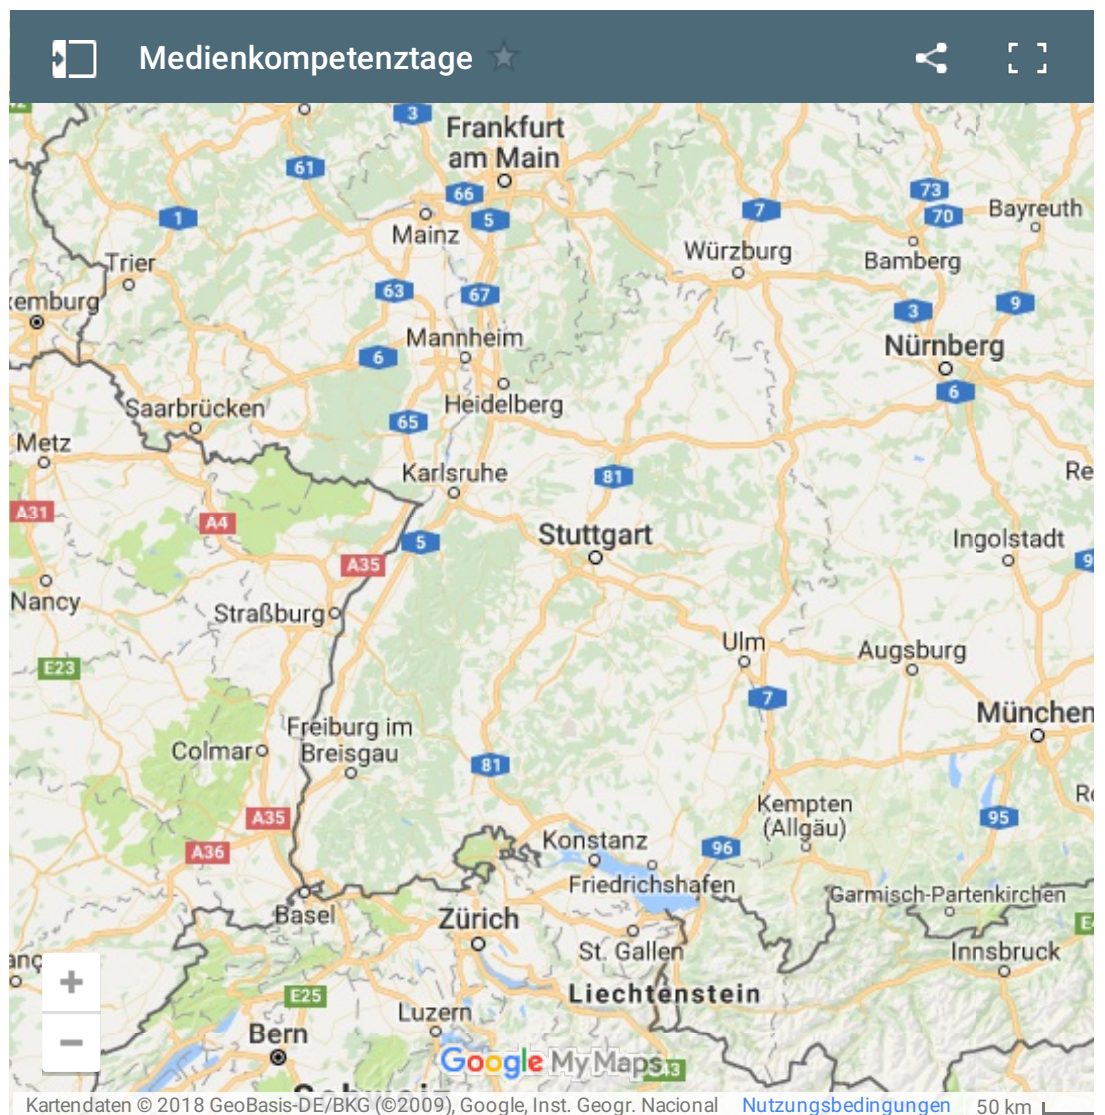 Medienkompetenztage
3
Frankfurt
am Main
61
66
73
1
7
70
5
Bayreuth
Mainz
Würzburg
Bamberg
Trier
63
67
9
xemburg
3
Mannheim
Nürnberg
6
6
Saarbrücken
Heidelberg
65
Metz
Karlsruhe
81
Re
A31
A4
Stuttgart
5
Ingolstadt
A35
9
Nancy
Straßburg
Ulm
Augsburg
E23
7
München
Freiburg im
Breisgau
Colmar
81
Kempten
(Allgäu)
A35
95
Konstanz
A36
96
Friedrichshafen
Garmisch-Partenkirchen
Basel
Zürich
St. Gallen
Innsbruck
E25
Liechtenstein
Luzern
Bern
Google My Maps
Schweiz
Kartendaten © 2018 GeoBasis-DE/BKG (©2009), Google, Inst. Geogr. Nacional
Nutzungsbedingungen
50 km